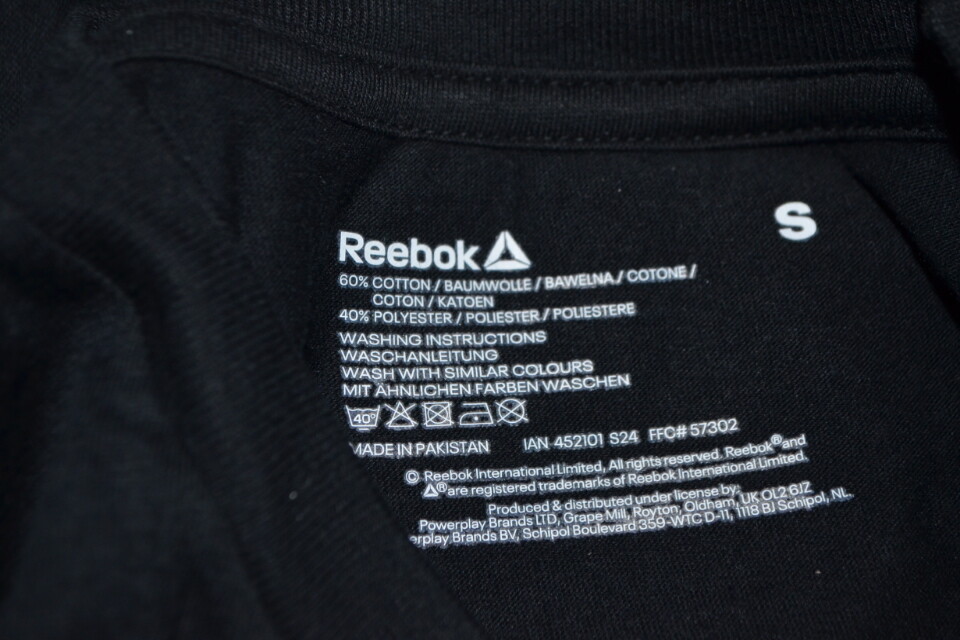 S
Reebok
60% COTTON / BAUMWOLLE / BAWEŁNA / COTONE /
COTON / KATOEN
40% POLYESTER / POLIESTER / POLIESTERE
WASHING INSTRUCTIONS
WASCHANLEITUNG
WASH WITH SIMILAR COLOURS
MIT ÄHNLICHEN FARBEN WASCHEN
40°
MADE IN PAKISTAN IAN 452101 S24 FFC# 57302
© Reebok International Limited, All rights reserved. Reebok® and
® are registered trademarks of Reebok International Limited.
Produced & distributed under license by:
Powerplay Brands LTD, Grape Mill, Royton, Oldham, UK OL2 6JZ
erplay Brands BV, Schipol Boulevard 359-WTC D-11, 1118 BJ Schipol, NL.